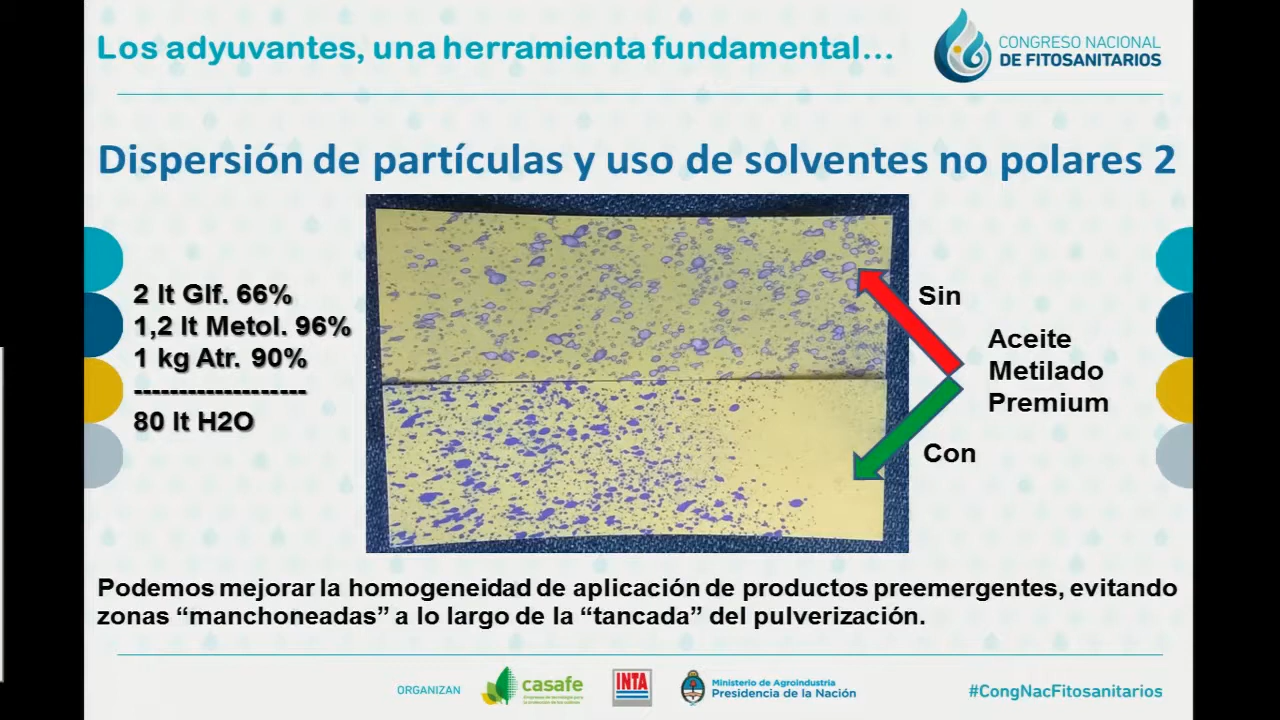 Los adyuvantes, una herramienta fundamental...
CONGRESO NACIONAL
DE FITOSANITARIOS
Dispersión de partículas y uso de solventes no polares 2
2 lt Glf. 66%
1,2 lt Metol. 96%
1 kg Atr. 90%
-------------------
80 lt H2O
Sin
Aceite
Metilado
Premium
Con
Podemos mejorar la homogeneidad de aplicación de productos preemergentes, evitando
zonas “manchoneadas” a lo largo de la “tancada” del pulverización.
ORGANIZAN
casafe
INTA
Ministerio de Agroindustria
Presidencia de la Nación
#CongNacFitosanitarios